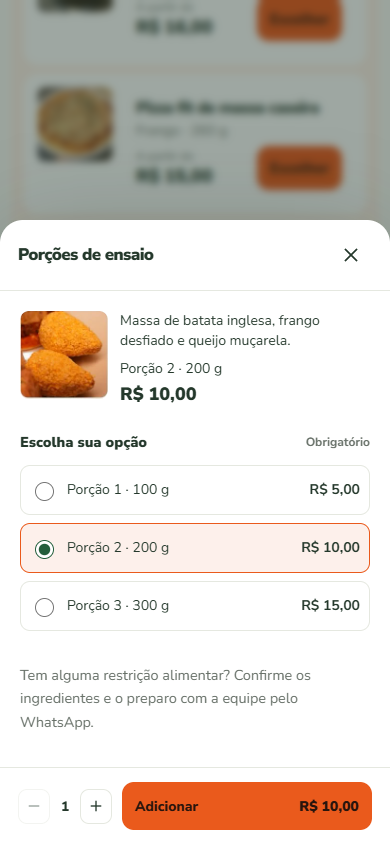 R$ 15,00
Porções de ensaio
Massa de batata inglesa, frango
desfiado e queijo muçarela.
Porção 2 · 200 g
R$ 10,00
Escolha sua opção
Obrigatório
Porção 1 · 100 g
R$ 5,00
Porção 2 · 200 g
R$ 10,00
Porção 3 · 300 g
R$ 15,00
Tem alguma restrição alimentar? Confirme os
ingredientes e o preparo com a equipe pelo
WhatsApp.
1
Adicionar
R$ 10,00